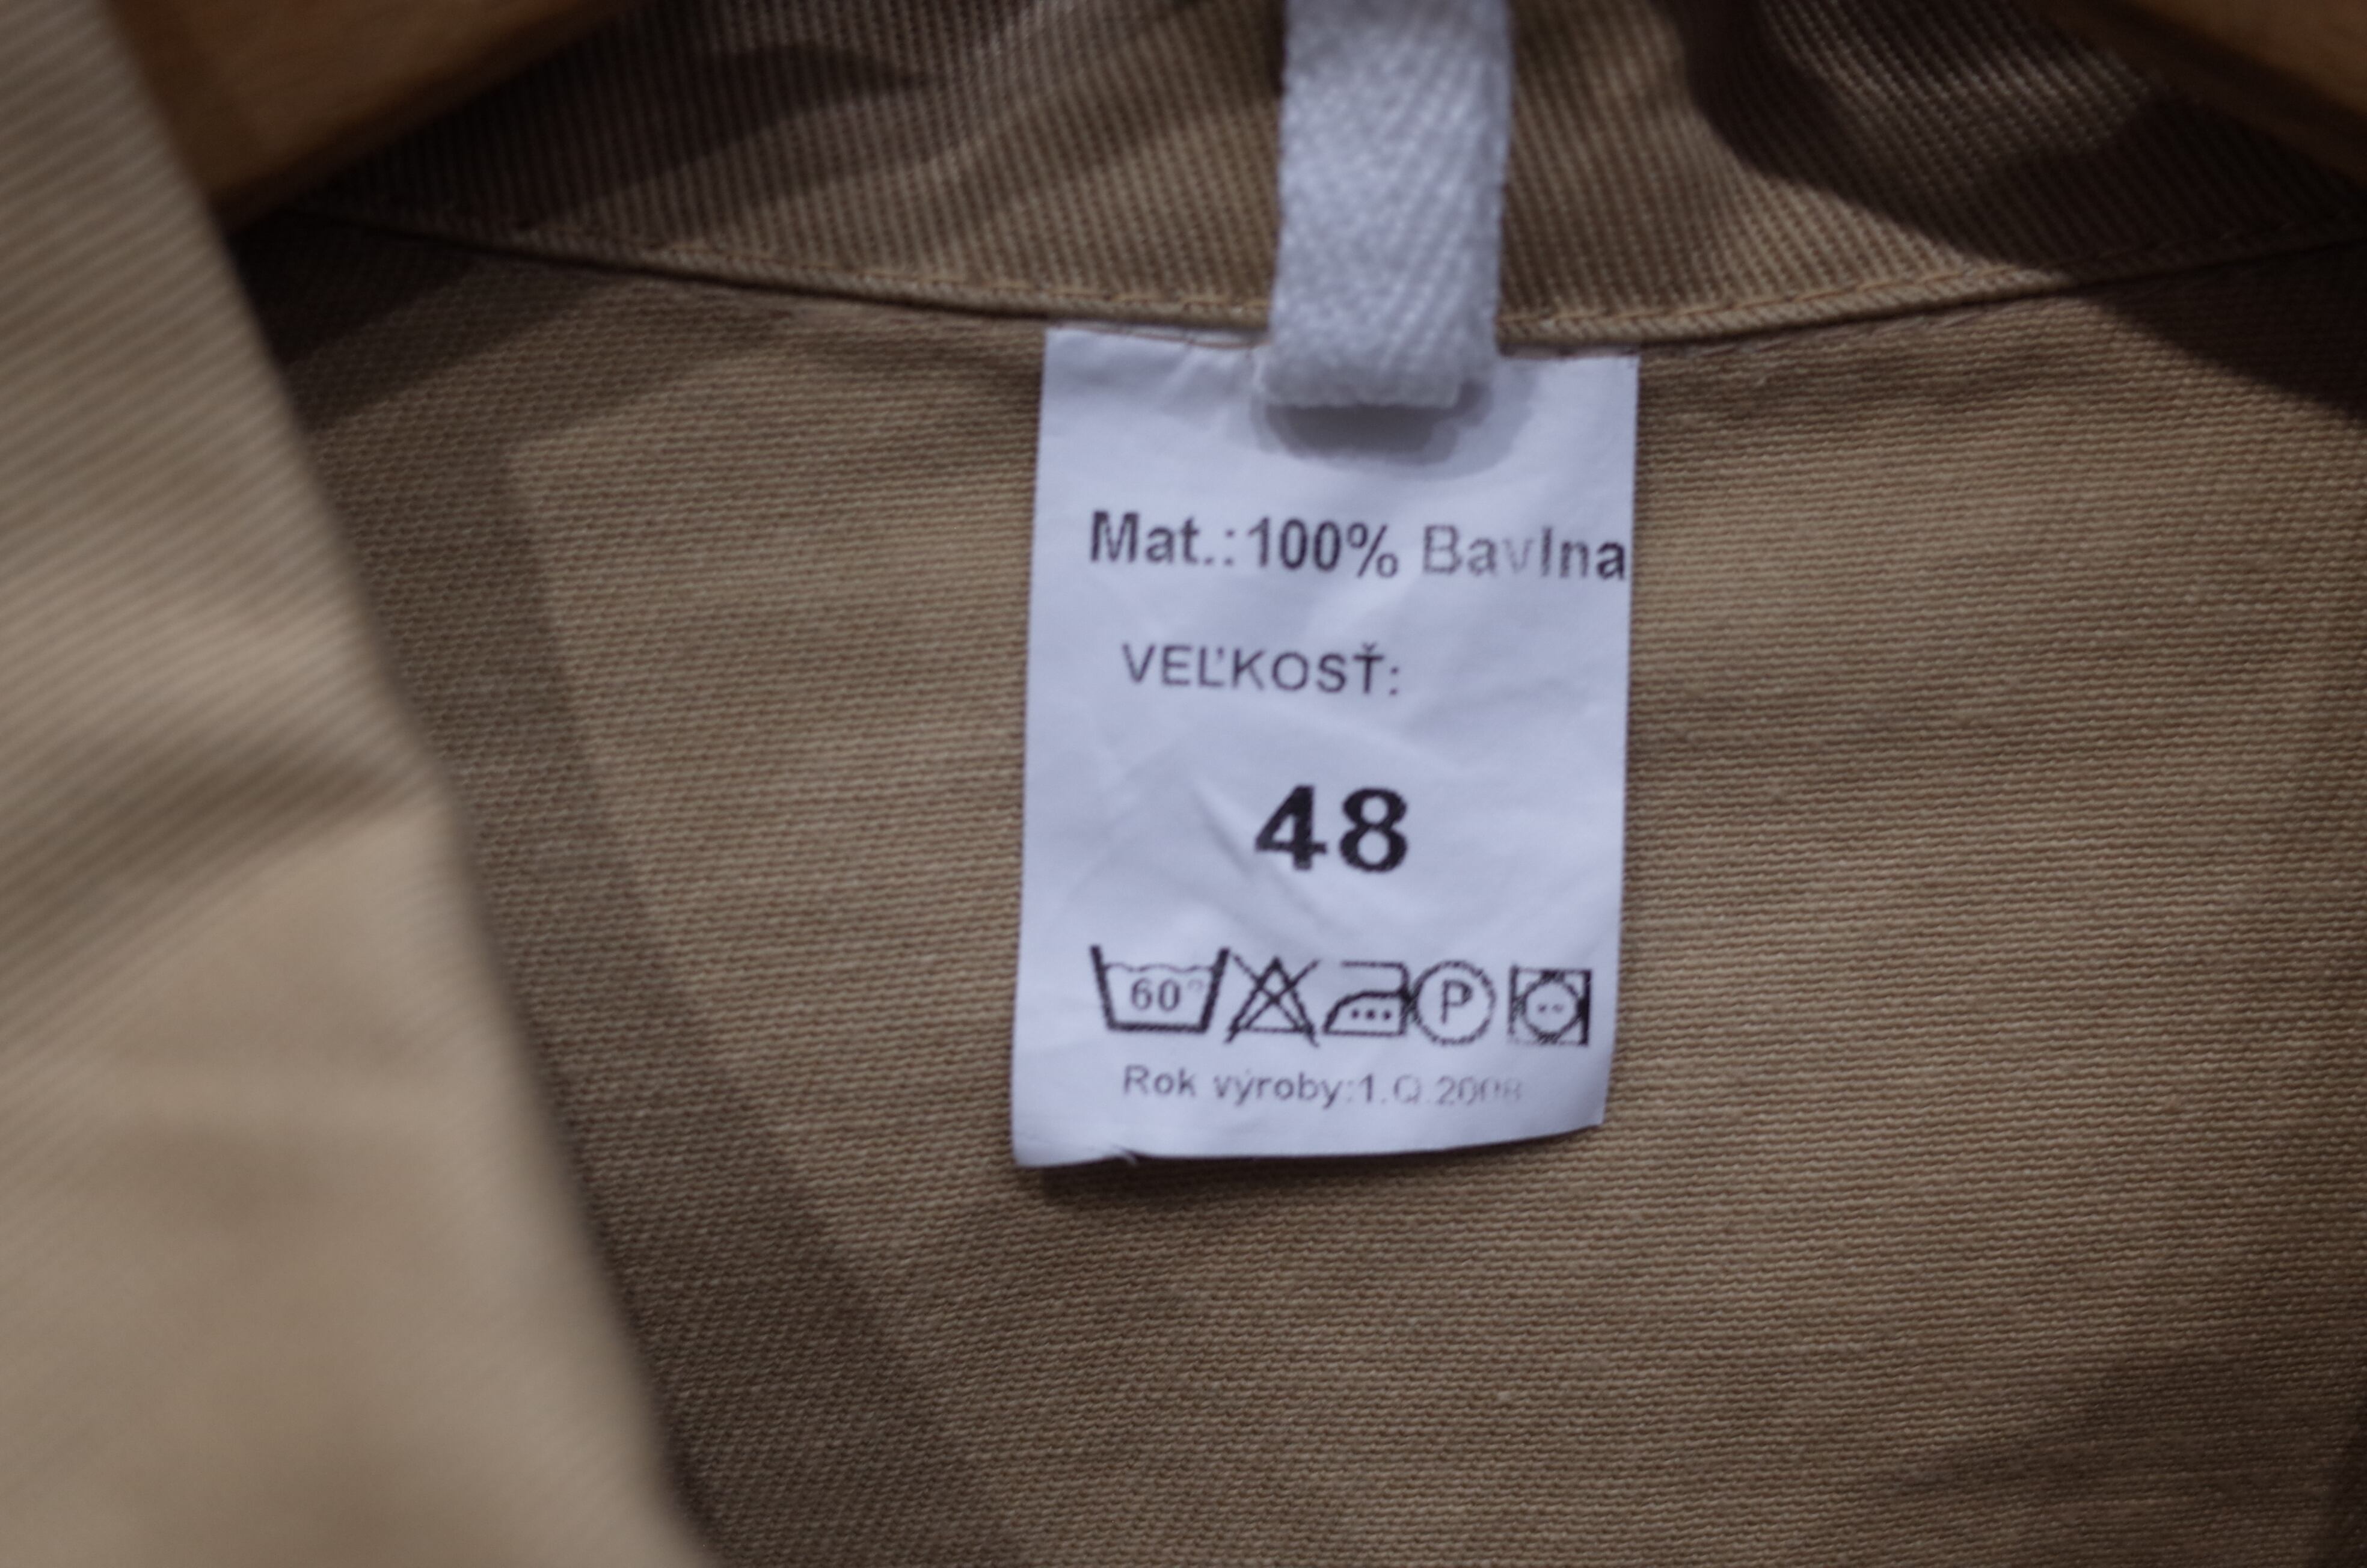 Mat.:100% Bavlna
VEĽKOSŤ:
48
60° P
Rok výroby:1.Q.2008